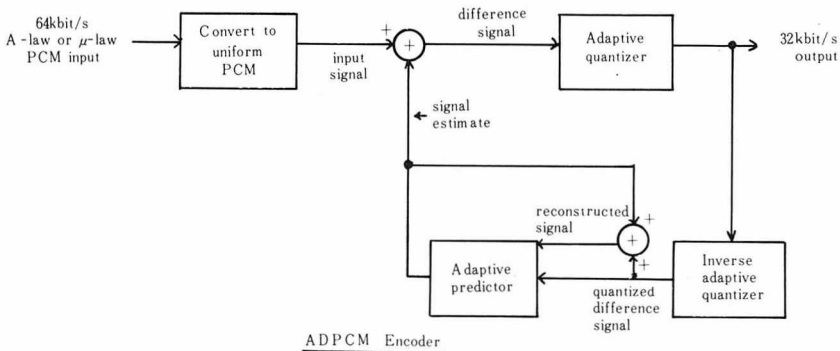 64kbit/s
A-law or μ-law
PCM input
Convert to
uniform
PCM
input
signal
+
+
difference
signal
Adaptive
quantizer
32kbit/s
output
signal
estimate
reconstructed
signal
+
+
+
Adaptive
predictor
quantized
difference
signal
Inverse
adaptive
quantizer
ADPCM Encoder